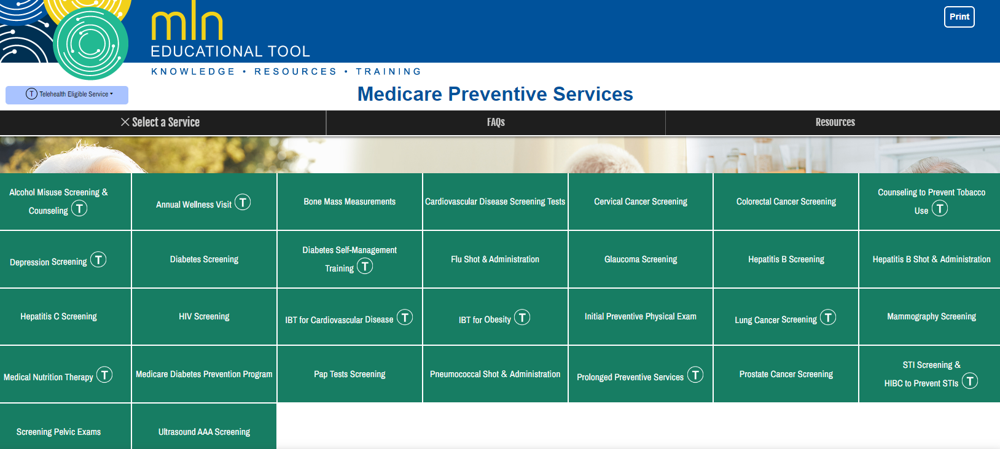 mln
EDUCATIONAL TOOL
Print
KNOWLEDGE • RESOURCES • TRAINING
T Telehealth Eligible Service
Medicare Preventive Services
Select a Service
FAQs
Resources
Alcohol Misuse Screening &
Counseling T
Annual Wellness Visit T
Bone Mass Measurements
Cardiovascular Disease Screening Tests
Cervical Cancer Screening
Colorectal Cancer Screening
Counseling to Prevent Tobacco
Use T
Depression Screening T
Diabetes Screening
Diabetes Self-Management
Training T
Flu Shot & Administration
Glaucoma Screening
Hepatitis B Screening
Hepatitis B Shot & Administration
Hepatitis C Screening
HIV Screening
IBT for Cardiovascular Disease T
IBT for Obesity T
Initial Preventive Physical Exam
Lung Cancer Screening T
Mammography Screening
Medical Nutrition Therapy T
Medicare Diabetes Prevention Program
Pap Tests Screening
Pneumococcal Shot & Administration
Prolonged Preventive Services T
Prostate Cancer Screening
STI Screening &
HIBC to Prevent STIs T
Screening Pelvic Exams
Ultrasound AAA Screening